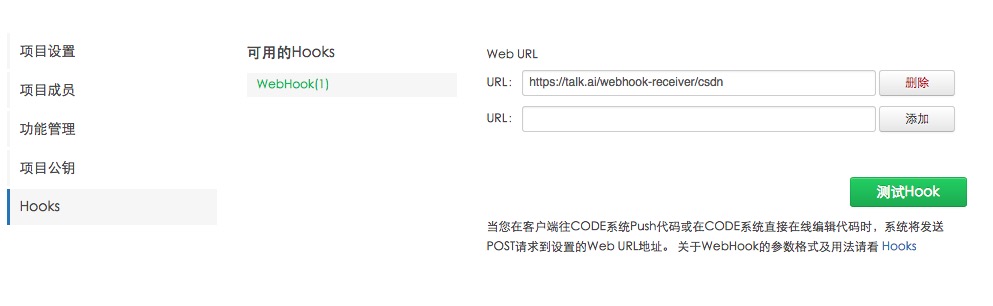 项目设置
项目成员
功能管理
项目公钥
Hooks
可用的Hooks
WebHook(1)
Web URL
URL： https://talk.ai/webhook-receiver/csdn 删除
URL： 添加
测试Hook
当您在客户端往CODE系统Push代码或在CODE系统直接在线编辑代码时，系统将发送
POST请求到设置的Web URL地址。 关于WebHook的参数格式及用法请看 Hooks